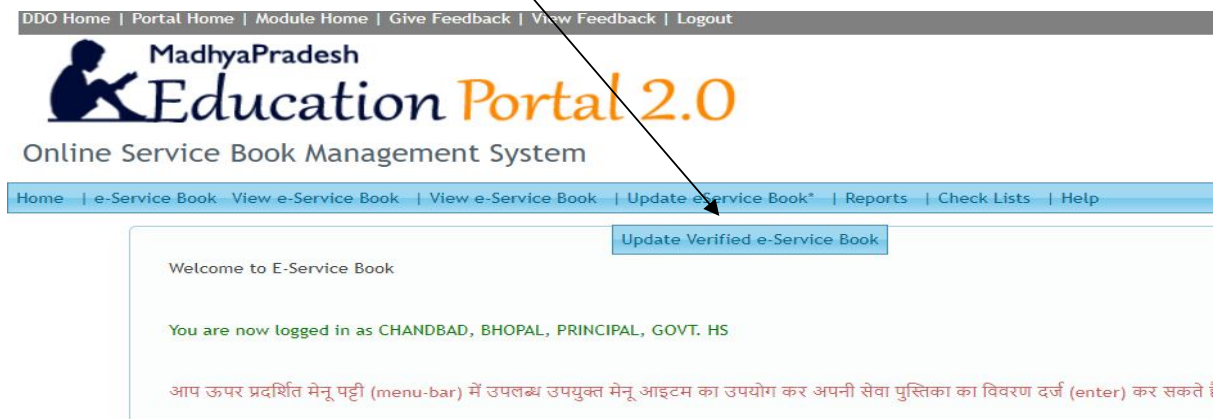 DDO Home | Portal Home | Module Home | Give Feedback | View Feedback | Logout
MadhyaPradesh
Education Portal 2.0
Online Service Book Management System
Home | e-Service Book View e-Service Book | View e-Service Book | Update eService Book* | Reports | Check Lists | Help
Update Verified e-Service Book
Welcome to E-Service Book
You are now logged in as CHANDBAD, BHOPAL, PRINCIPAL, GOVT. HS
आप ऊपर प्रदर्शित मेनू पट्टी (menu-bar) में उपलब्ध उपयुक्त मेनू आइटम का उपयोग कर अपनी सेवा पुस्तिका का विवरण दर्ज (enter) कर सकते